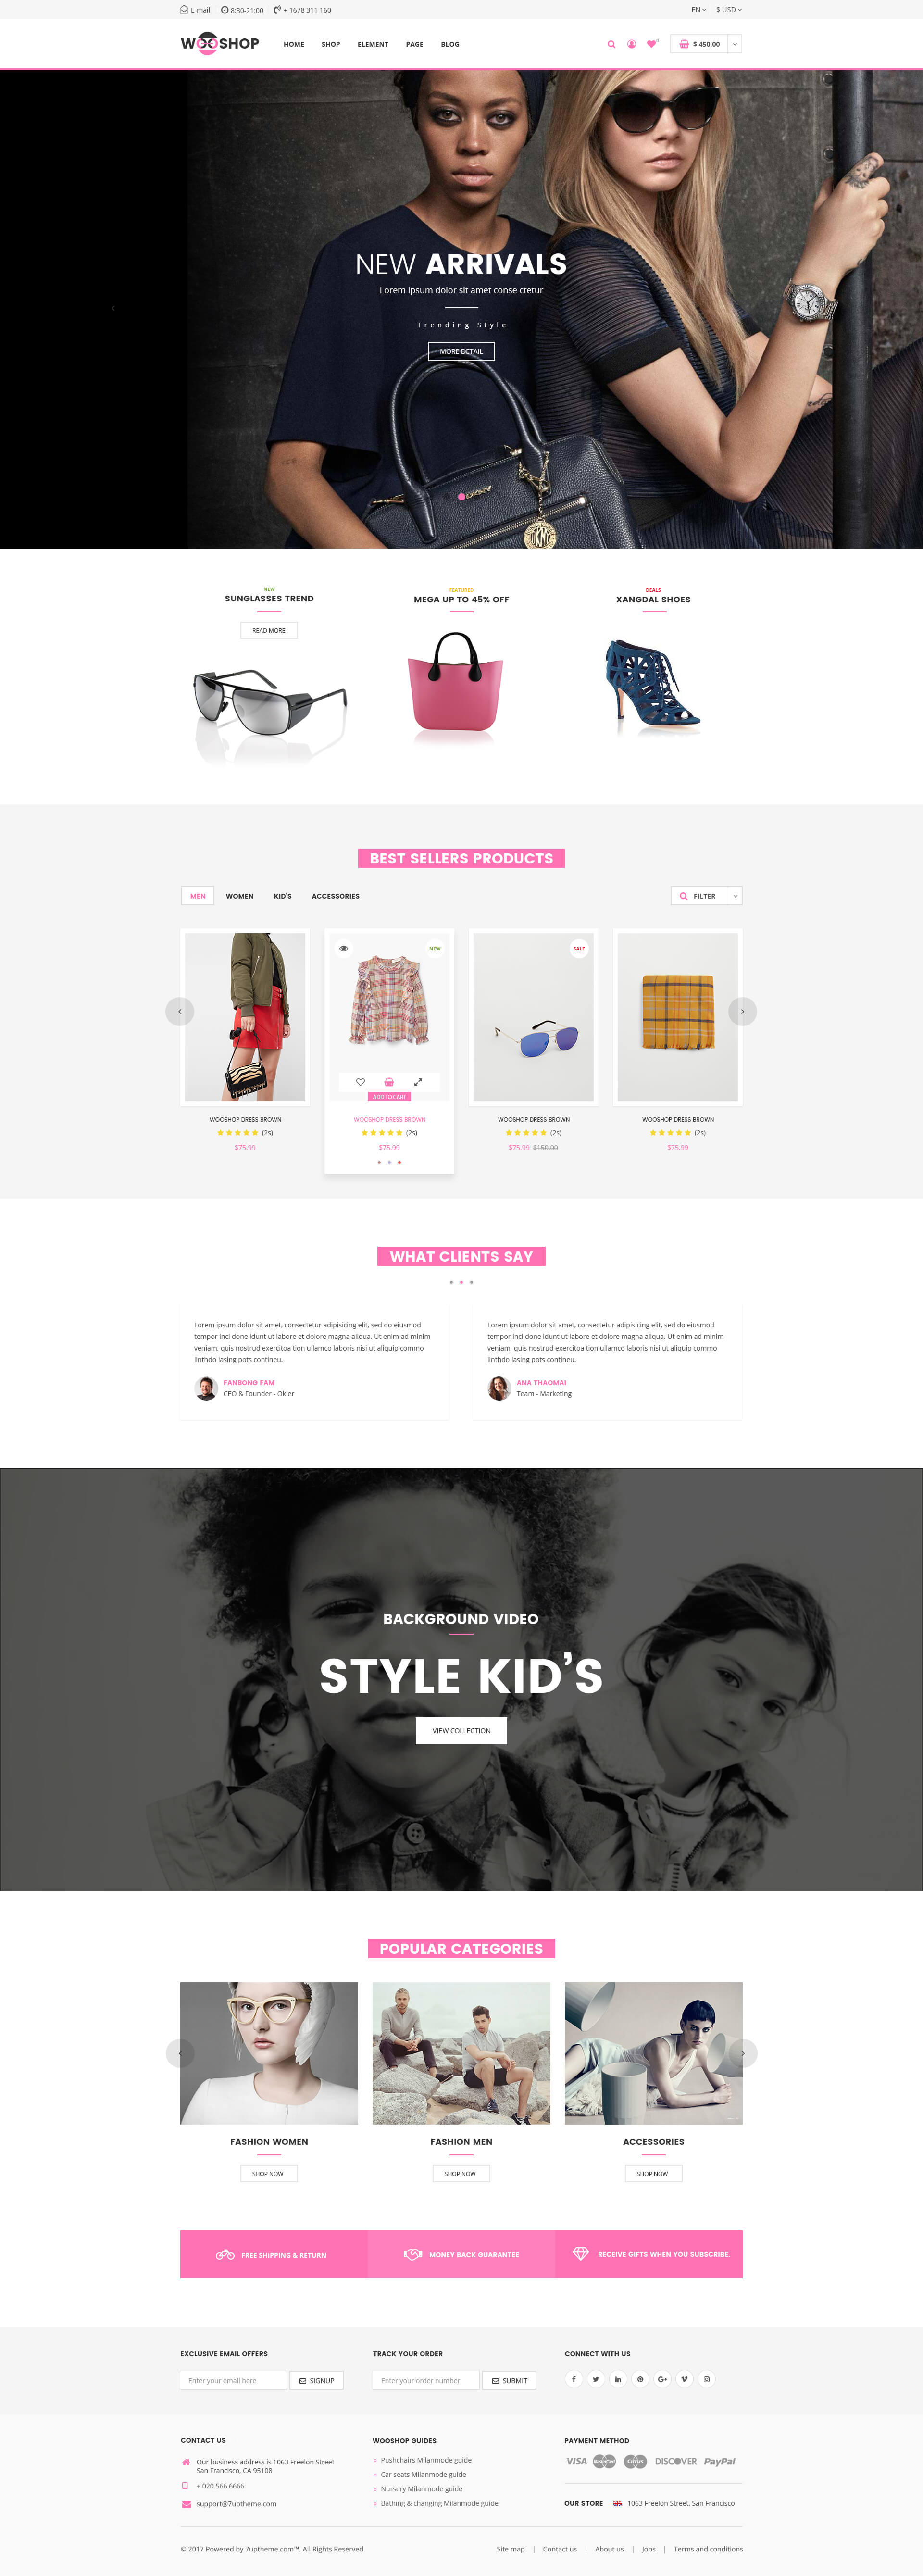 E-mail 8:30-21:00 + 1678 311 160 EN $ USD
WOOSHOP HOME SHOP ELEMENT PAGE BLOG 0 $ 450.00
NEW ARRIVALS
Lorem ipsum dolor sit amet conse ctetur
Trending Style
MORE DETAIL
DKNY
NEW
SUNGLASSES TREND
READ MORE
FEATURED
MEGA UP TO 45% OFF
DEALS
XANGDAL SHOES
BEST SELLERS PRODUCTS
MEN WOMEN KID'S ACCESSORIES FILTER
NEW SALE
ADD TO CART
WOOSHOP DRESS BROWN WOOSHOP DRESS BROWN WOOSHOP DRESS BROWN WOOSHOP DRESS BROWN
(2s) (2s) (2s) (2s)
$75.99 $75.99 $75.99 $150.00 $75.99
WHAT CLIENTS SAY
Lorem ipsum dolor sit amet, consectetur adipisicing elit, sed do eiusmod
tempor inci done idunt ut labore et dolore magna aliqua. Ut enim ad minim
veniam, quis nostrud exercitoa tion ullamco laboris nisi ut aliquip commo
linthdo lasing pots contineu.
FANBONG FAM
CEO & Founder - Okler
Lorem ipsum dolor sit amet, consectetur adipisicing elit, sed do eiusmod
tempor inci done idunt ut labore et dolore magna aliqua. Ut enim ad minim
veniam, quis nostrud exercitoa tion ullamco laboris nisi ut aliquip commo
linthdo lasing pots contineu.
ANA THAOMAI
Team - Marketing
BACKGROUND VIDEO
STYLE KID'S
VIEW COLLECTION
POPULAR CATEGORIES
FASHION WOMEN FASHION MEN ACCESSORIES
SHOP NOW SHOP NOW SHOP NOW
FREE SHIPPING & RETURN MONEY BACK GUARANTEE RECEIVE GIFTS WHEN YOU SUBSCRIBE.
EXCLUSIVE EMAIL OFFERS
Enter your email here SIGNUP
TRACK YOUR ORDER
Enter your order number SUBMIT
CONNECT WITH US
CONTACT US
Our business address is 1063 Freelon Street
San Francisco, CA 95108
+ 020.566.6666
support@7uptheme.com
WOOSHOP GUIDES
Pushchairs Milanmode guide
Car seats Milanmode guide
Nursery Milanmode guide
Bathing & changing Milanmode guide
PAYMENT METHOD
VISA MasterCard Cirrus DISCOVER PayPal
OUR STORE 1063 Freelon Street, San Francisco
© 2017 Powered by 7uptheme.com™. All Rights Reserved
Site map | Contact us | About us | Jobs | Terms and conditions